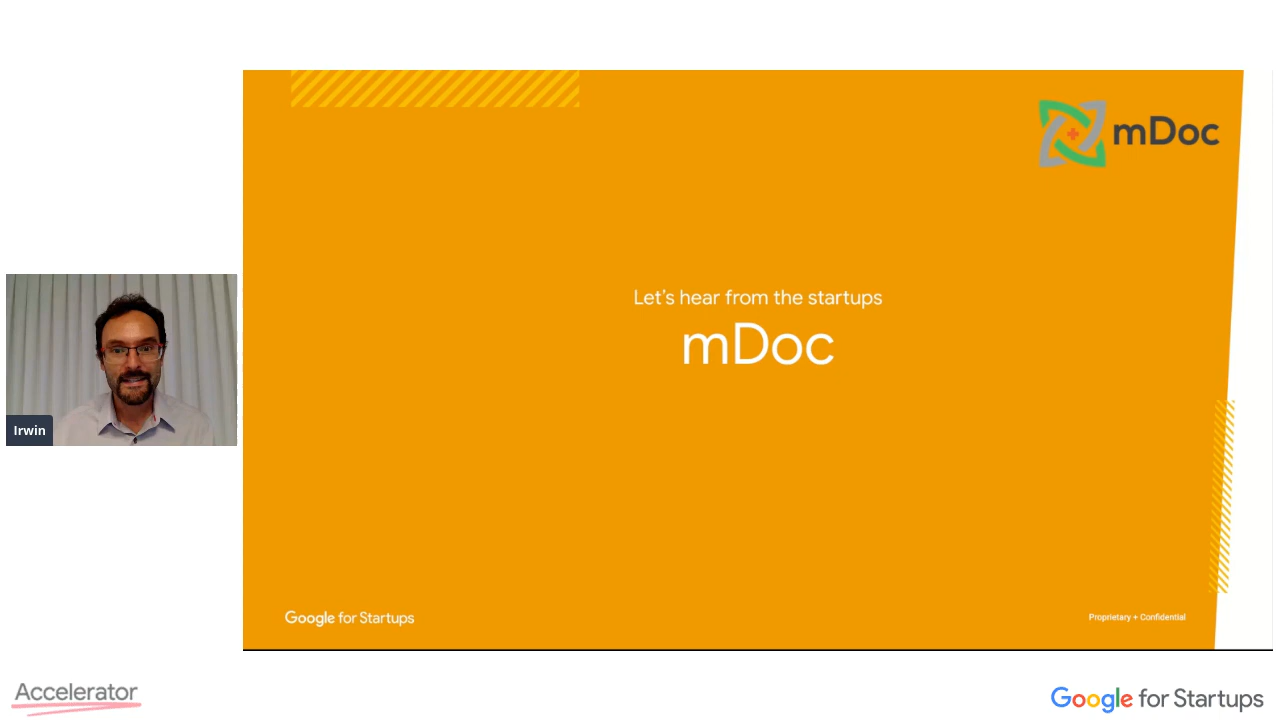 mDoc
Let's hear from the startups
mDoc
Irwin
Google for Startups
Proprietary + Confidential
Accelerator
Google for Startups